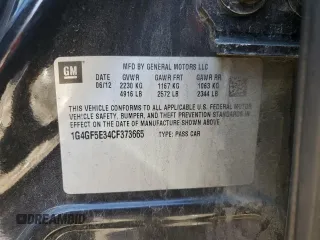 GM
MFD BY GENERAL MOTORS LLC
06/12 GVWR GAWR FRT GAWR RR
2230 KG 1167 KG 1063 KG
4916 LB 2572 LB 2344 LB
THIS VEHICLE CONFORMS TO ALL APPLICABLE U.S. FEDERAL MOTOR
VEHICLE SAFETY, BUMPER, AND THEFT PREVENTION STANDARDS IN
EFFECT ON THE DATE OF MANUFACTURE SHOWN ABOVE.
1G4GF5E34CF373665 TYPE: PASS CAR
DREAMBID